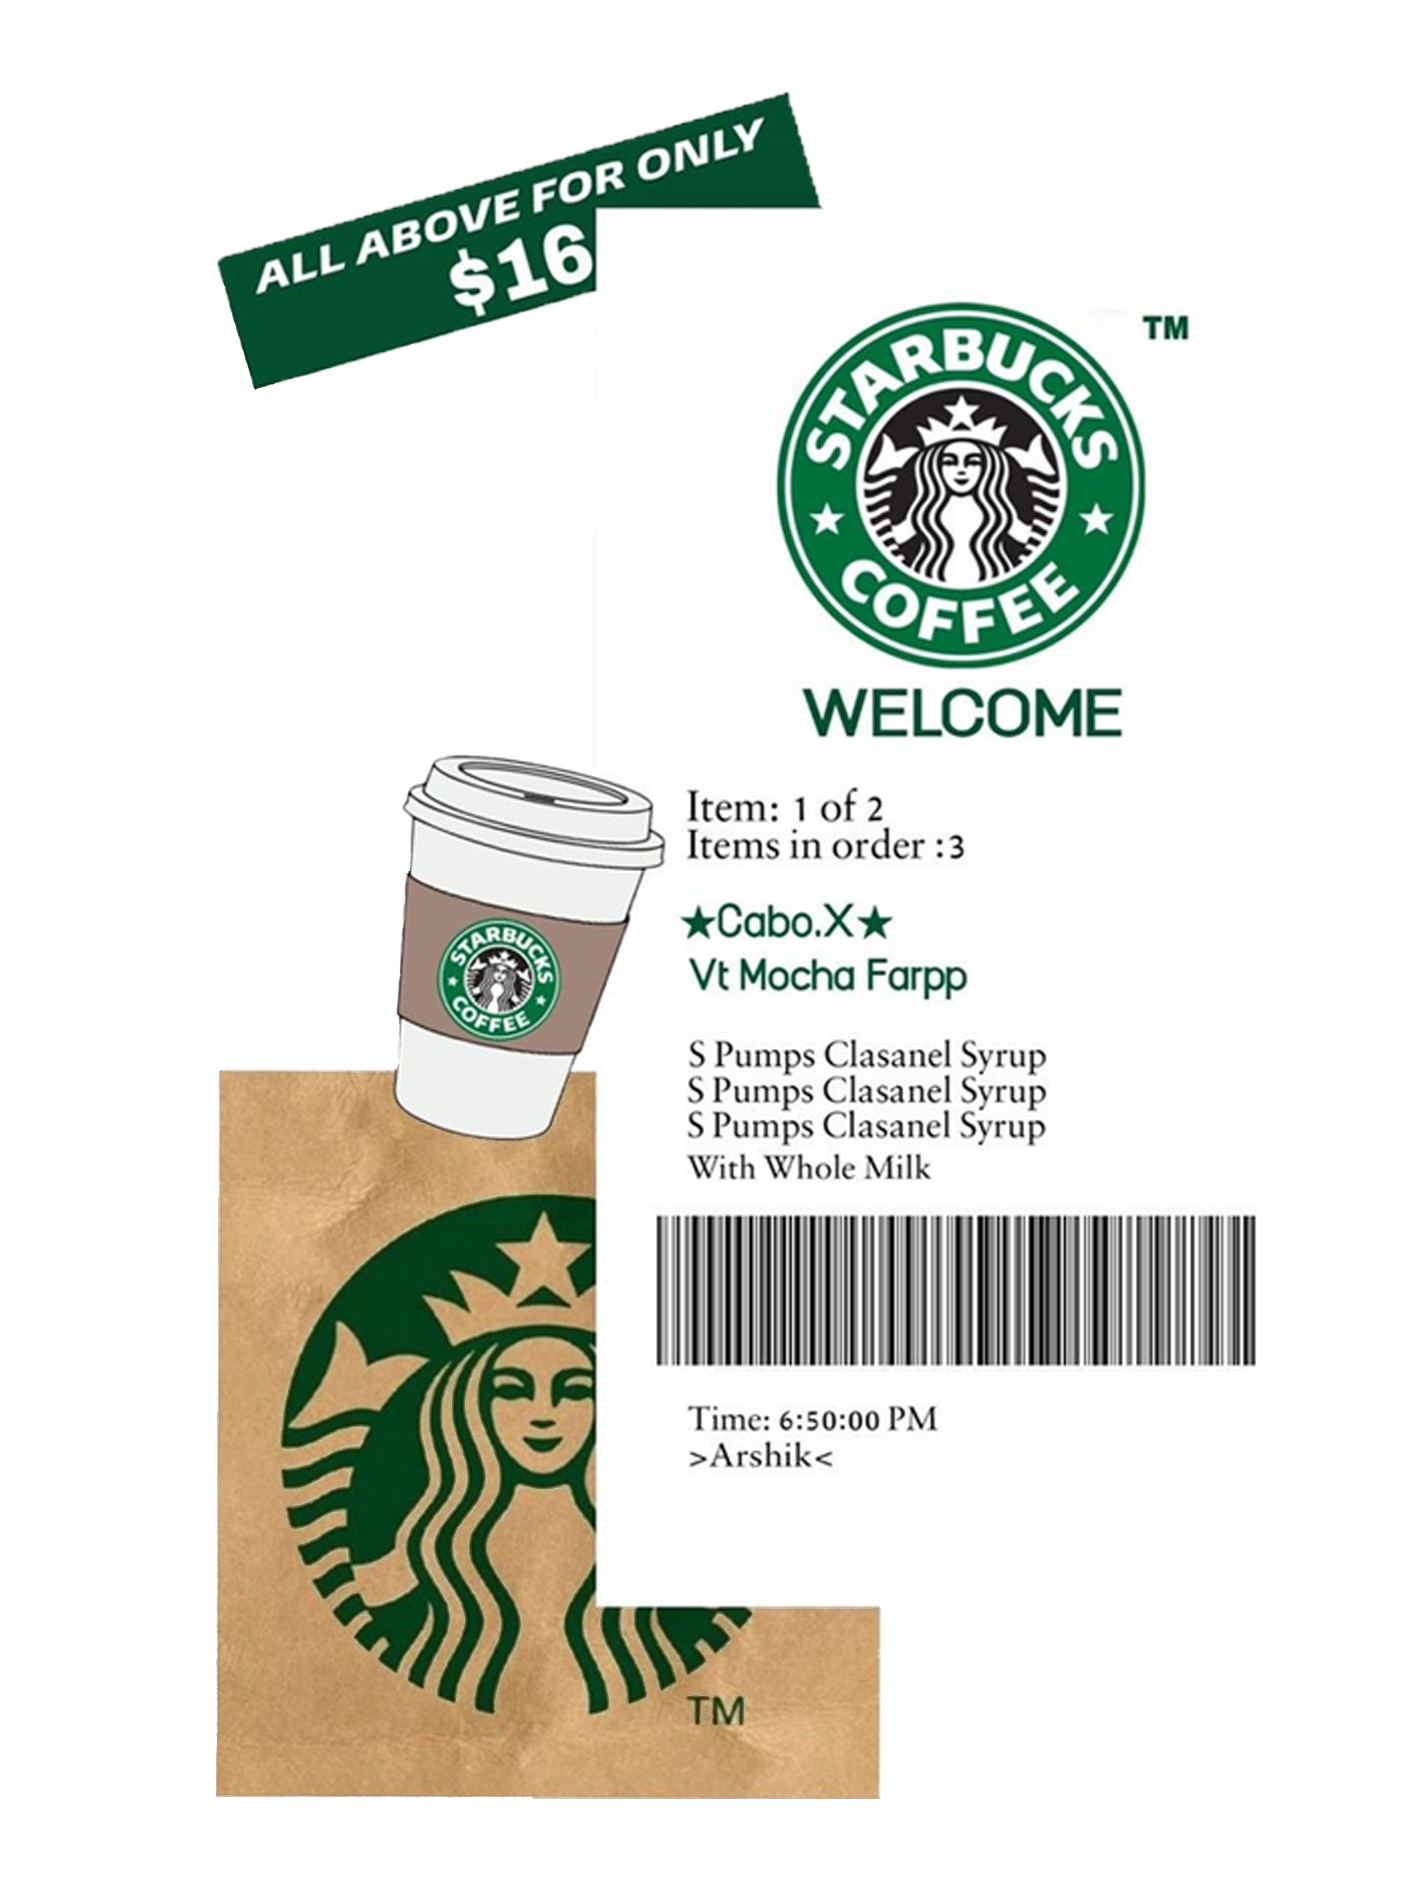 ALL ABOVE FOR ONLY
$16
STARBUCKS
COFFEE
TM
WELCOME
Item: 1 of 2
Items in order :3
★Cabo.X★
Vt Mocha Farpp
STARBUCKS
COFFEE
S Pumps Clasanel Syrup
S Pumps Clasanel Syrup
S Pumps Clasanel Syrup
With Whole Milk
Time: 6:50:00 PM
>Arshik<
TM